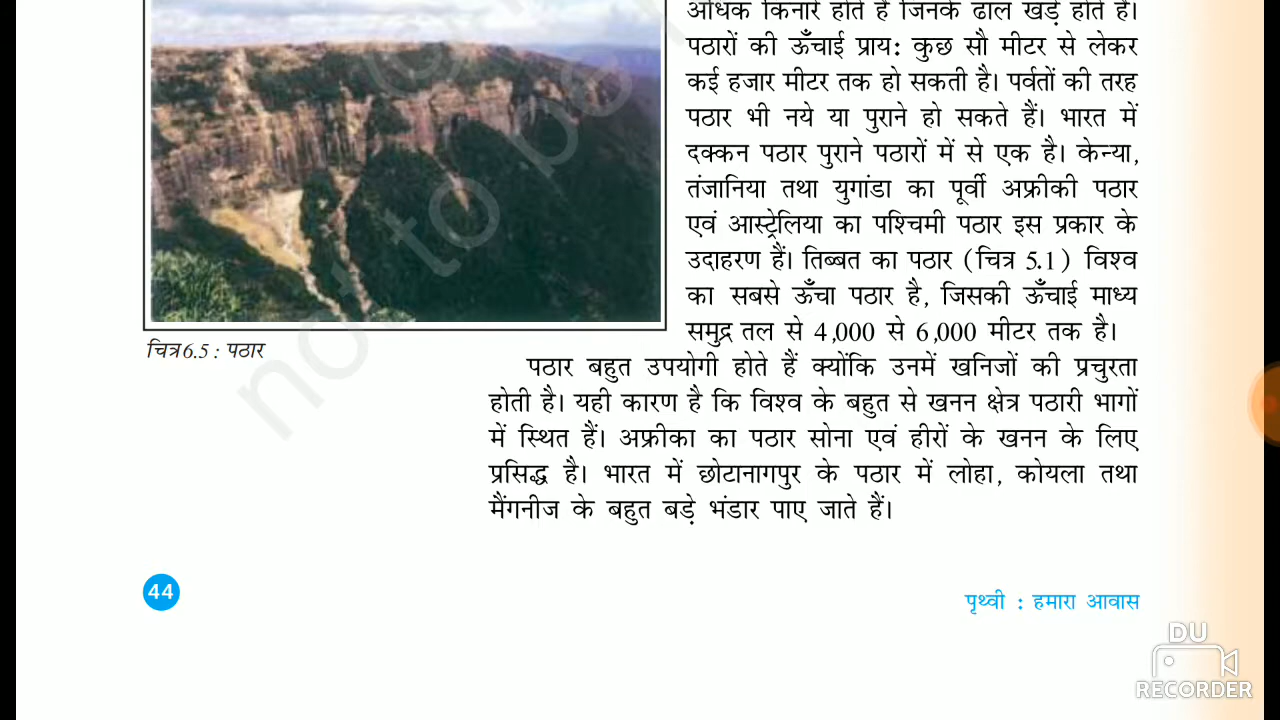 अधिक किनारे होते हैं जिनके ढाल खड़े होते हैं।
पठारों की ऊँचाई प्राय: कुछ सौ मीटर से लेकर
कई हजार मीटर तक हो सकती है। पर्वतों की तरह
पठार भी नये या पुराने हो सकते हैं। भारत में
दक्कन पठार पुराने पठारों में से एक है। केन्या,
तंजानिया तथा युगांडा का पूर्वी अफ्रीकी पठार
एवं आस्ट्रेलिया का पश्चिमी पठार इस प्रकार के
उदाहरण हैं। तिब्बत का पठार (चित्र 5.1) विश्व
का सबसे ऊँचा पठार है, जिसकी ऊँचाई माध्य
समुद्र तल से 4,000 से 6,000 मीटर तक है।
चित्र 6.5 : पठार
पठार बहुत उपयोगी होते हैं क्योंकि उनमें खनिजों की प्रचुरता
होती है। यही कारण है कि विश्व के बहुत से खनन क्षेत्र पठारी भागों
में स्थित हैं। अफ्रीका का पठार सोना एवं हीरों के खनन के लिए
प्रसिद्ध है। भारत में छोटानागपुर के पठार में लोहा, कोयला तथा
मैंगनीज के बहुत बड़े भंडार पाए जाते हैं।
44
पृथ्वी : हमारा आवास
not to be
DU
RECORDER